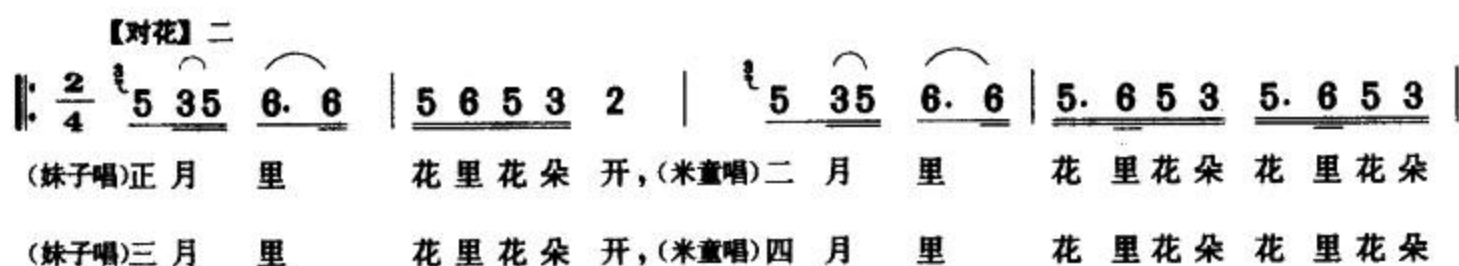 【对花】二
2/4 3 5 35 6. 6 | 5 6 5 3 2 | 3 5 35 6. 6 | 5. 6 5 3 5. 6 5 3 |
(妹子唱)正 月 里 花 里 花 朵 开,(米童唱)二 月 里 花 里 花 朵 花 里 花 朵
(妹子唱)三 月 里 花 里 花 朵 开,(米童唱)四 月 里 花 里 花 朵 花 里 花 朵